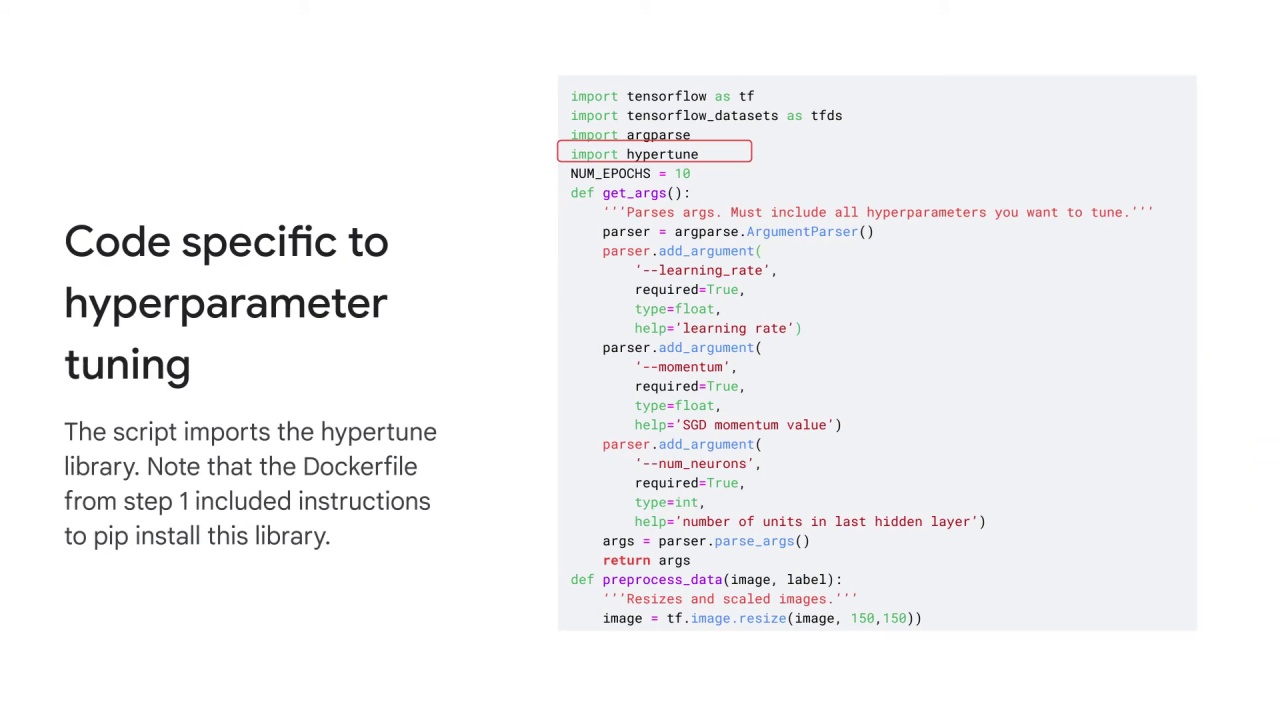 Code specific to
hyperparameter
tuning
The script imports the hypertune
library. Note that the Dockerfile
from step 1 included instructions
to pip install this library.
import tensorflow as tf
import tensorflow_datasets as tfds
import argparse
import hypertune
NUM_EPOCHS = 10
def get_args():
    '''Parses args. Must include all hyperparameters you want to tune.'''
    parser = argparse.ArgumentParser()
    parser.add_argument(
        '--learning_rate',
        required=True,
        type=float,
        help='learning rate')
    parser.add_argument(
        '--momentum',
        required=True,
        type=float,
        help='SGD momentum value')
    parser.add_argument(
        '--num_neurons',
        required=True,
        type=int,
        help='number of units in last hidden layer')
    args = parser.parse_args()
    return args
def preprocess_data(image, label):
    '''Resizes and scaled images.'''
    image = tf.image.resize(image, 150,150))